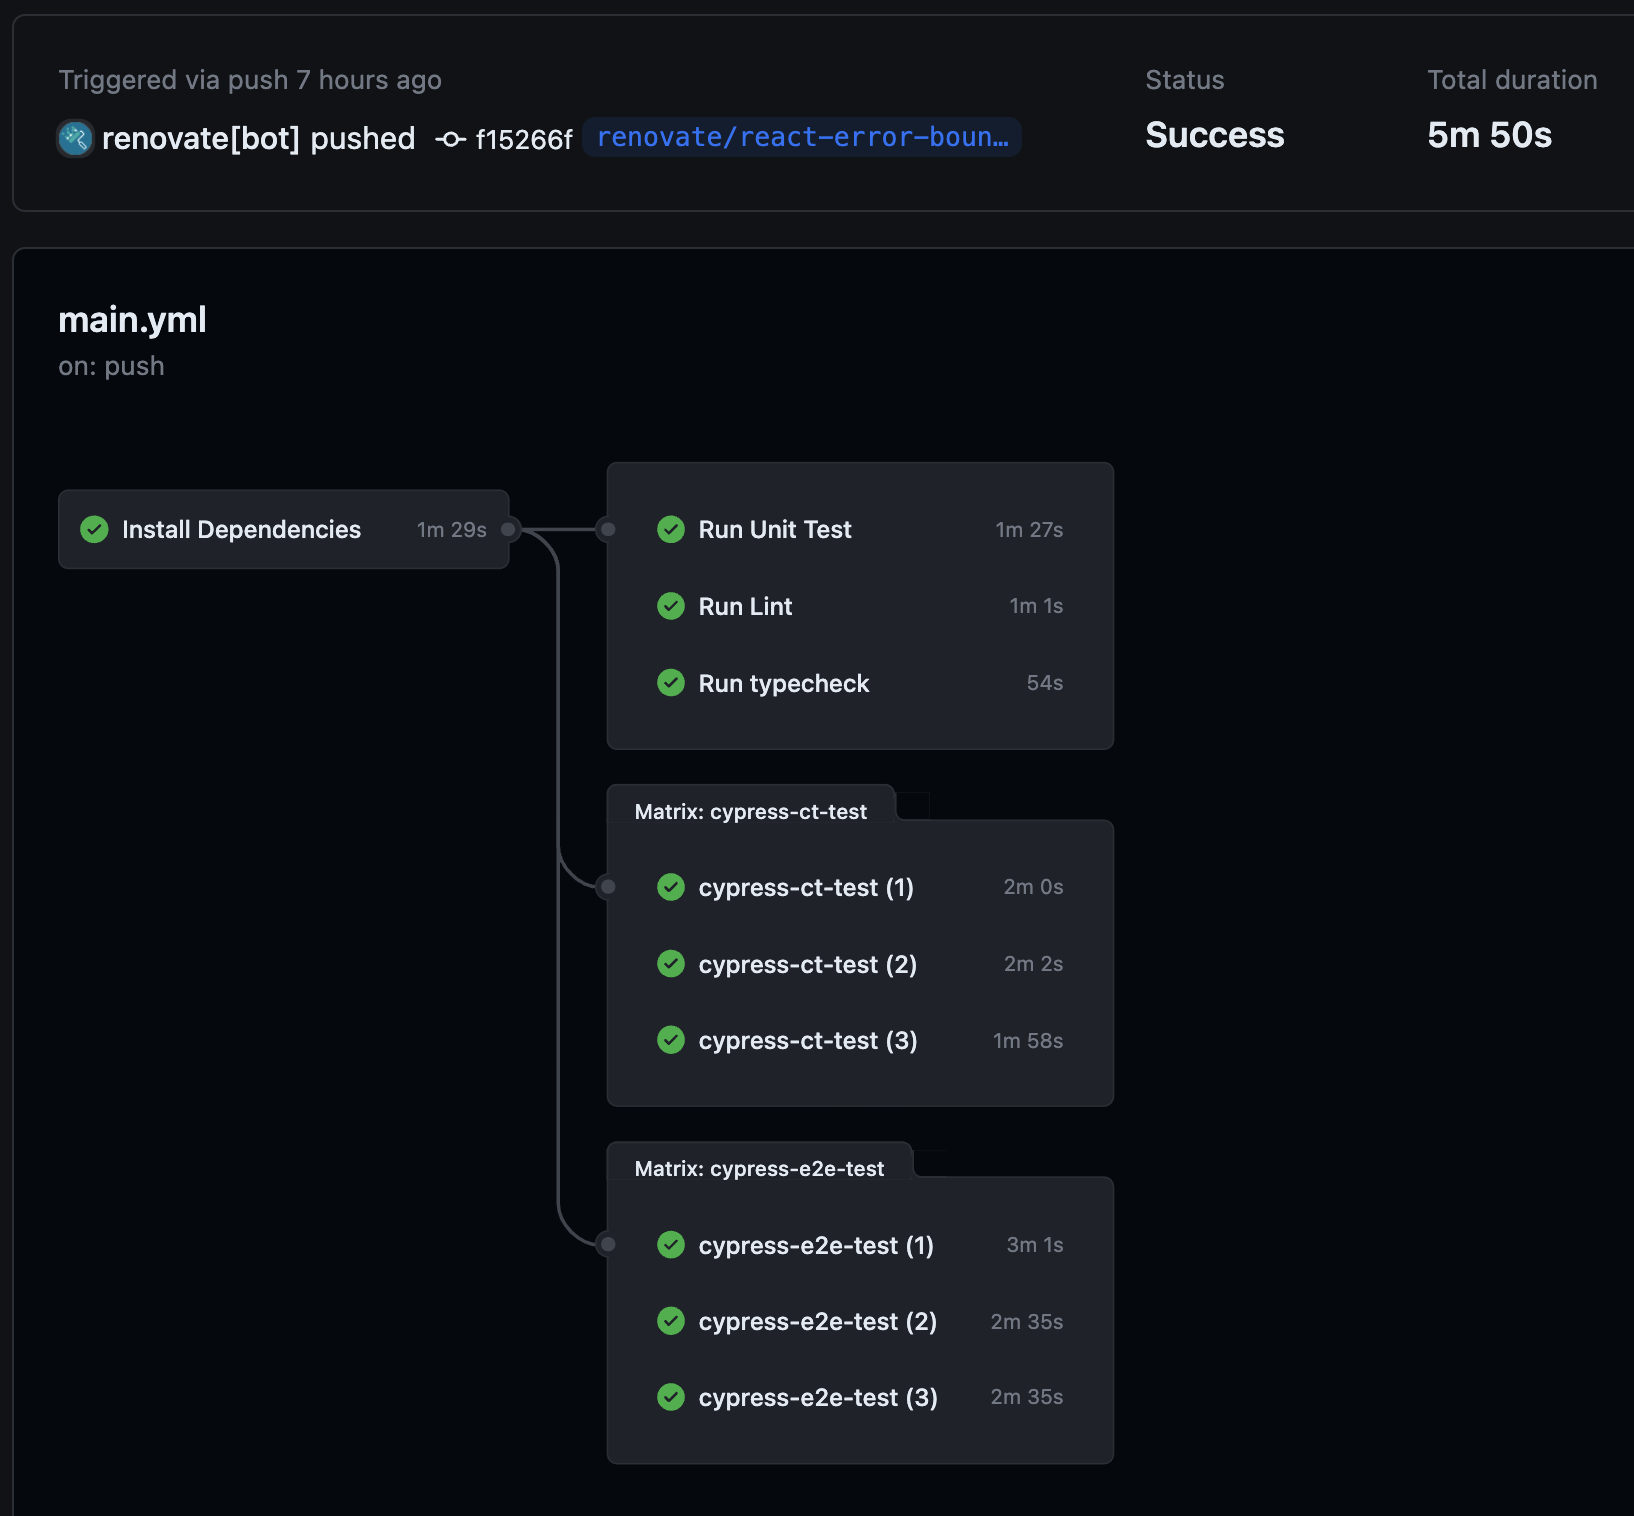 Triggered via push 7 hours ago
renovate[bot] pushed f15266f renovate/react-error-boun…
Status
Success
Total duration
5m 50s
main.yml
on: push
Install Dependencies 1m 29s
Run Unit Test 1m 27s
Run Lint 1m 1s
Run typecheck 54s
Matrix: cypress-ct-test
cypress-ct-test (1) 2m 0s
cypress-ct-test (2) 2m 2s
cypress-ct-test (3) 1m 58s
Matrix: cypress-e2e-test
cypress-e2e-test (1) 3m 1s
cypress-e2e-test (2) 2m 35s
cypress-e2e-test (3) 2m 35s